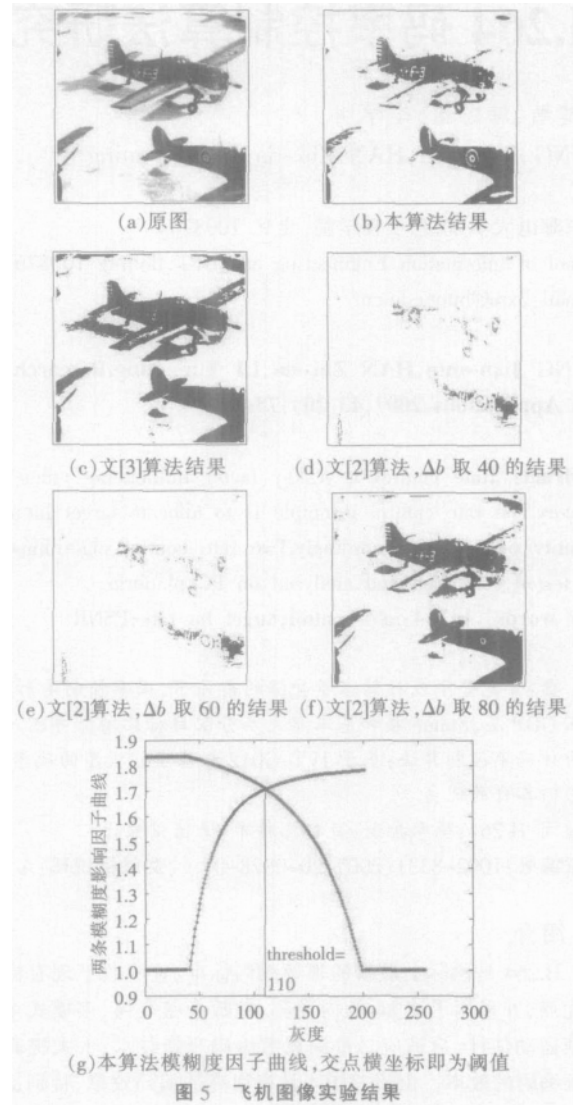 (a)原图
(b)本算法结果
(c)文[3]算法结果
(d)文[2]算法,Δb 取 40 的结果
(e)文[2]算法,Δb 取 60 的结果
(f)文[2]算法,Δb 取 80 的结果
两条模糊度影响因子曲线
1.9
1.8
1.7
1.6
1.5
1.4
1.3
1.2
1.1
1.0
0.9
threshold=
110
0
50
100
150
200
250
300
灰度
(g)本算法模糊度因子曲线,交点横坐标即为阈值
图 5 飞机图像实验结果